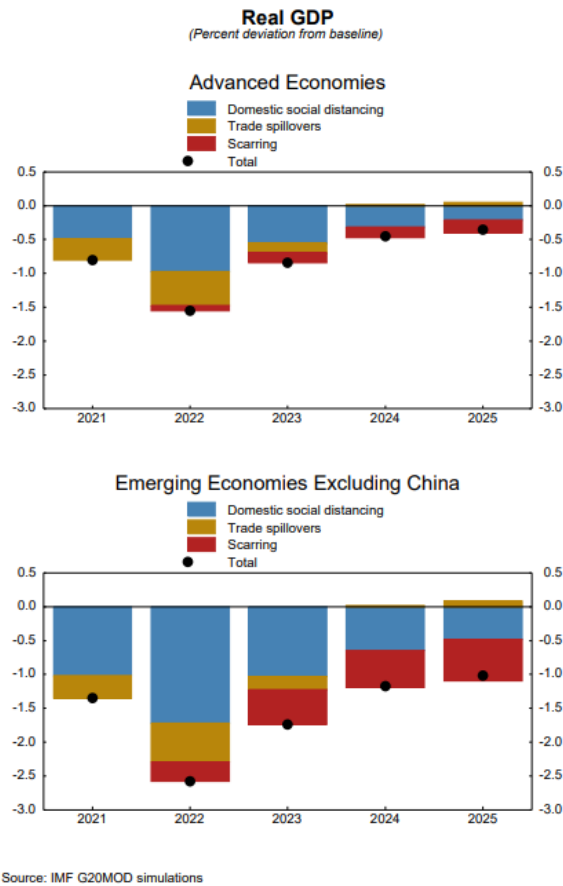 Real GDP
(Percent deviation from baseline)
Advanced Economies
Domestic social distancing
Trade spillovers
Scarring
Total
0.5 0.5
0.0 0.0
-0.5 -0.5
-1.0 -1.0
-1.5 -1.5
-2.0 -2.0
-2.5 -2.5
-3.0 -3.0
2021 2022 2023 2024 2025
Emerging Economies Excluding China
Domestic social distancing
Trade spillovers
Scarring
Total
0.5 0.5
0.0 0.0
-0.5 -0.5
-1.0 -1.0
-1.5 -1.5
-2.0 -2.0
-2.5 -2.5
-3.0 -3.0
2021 2022 2023 2024 2025
Source: IMF G20MOD simulations